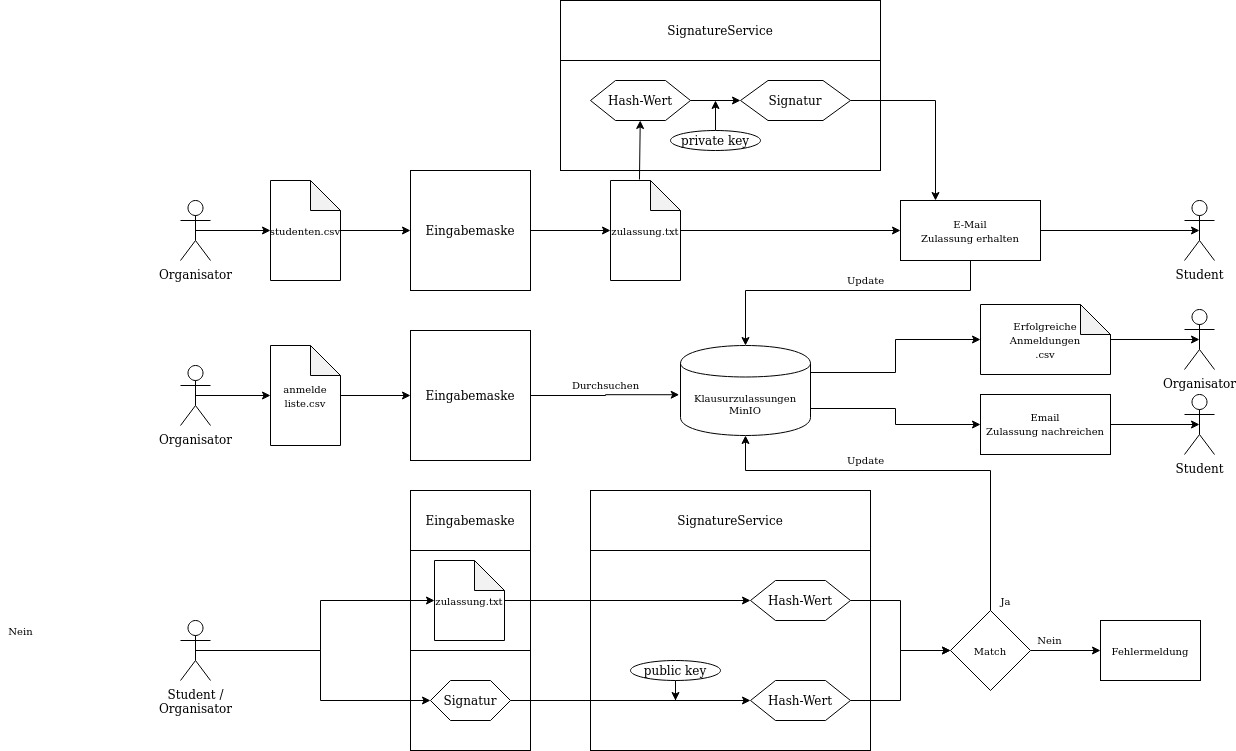 SignatureService
Hash-Wert
Signatur
private key
Organisator
studenten.csv
Eingabemaske
zulassung.txt
E-Mail
Zulassung erhalten
Student
Update
Organisator
anmelde
liste.csv
Eingabemaske
Durchsuchen
Klausurzulassungen
MinIO
Erfolgreiche
Anmeldungen
.csv
Organisator
Email
Zulassung nachreichen
Student
Update
Eingabemaske
SignatureService
zulassung.txt
Hash-Wert
Ja
Nein
Student /
Organisator
Signatur
public key
Hash-Wert
Match
Nein
Fehlermeldung